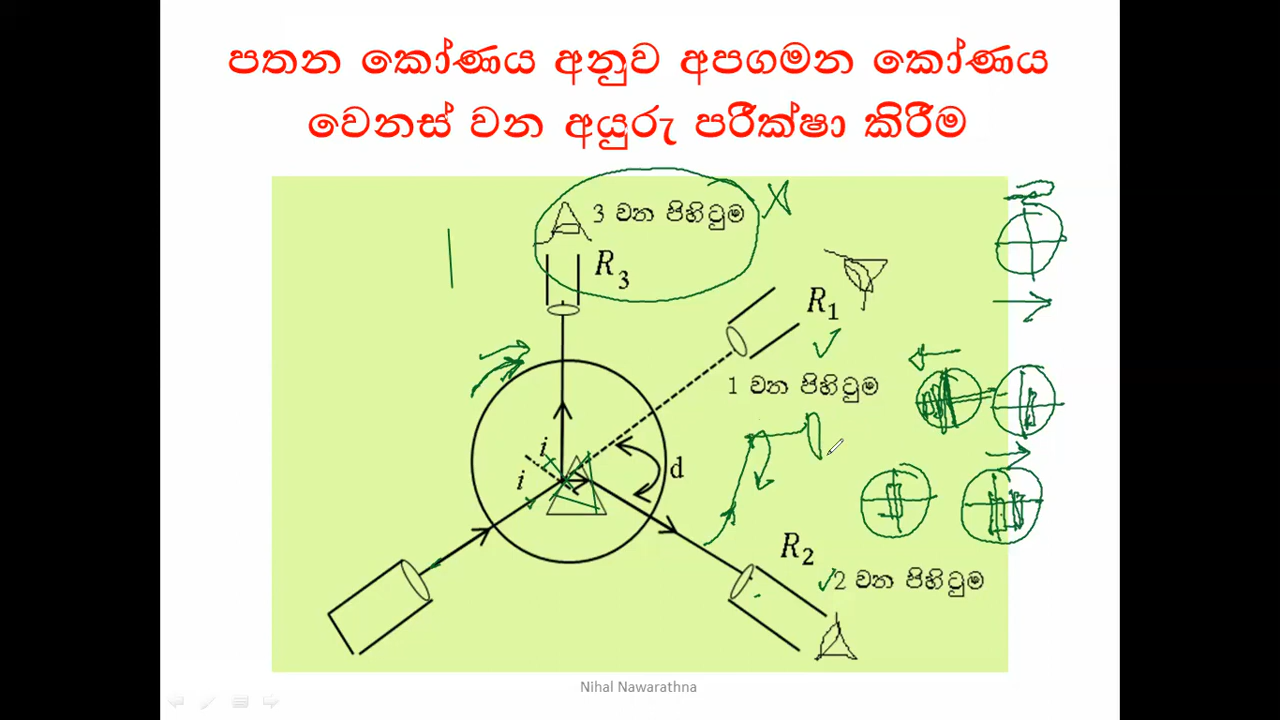 පතන කෝණය අනුව අපගමන කෝණය
වෙනස් වන අයුරු පරීක්ෂා කිරීම
3 වන පිහිටුම
R3
R1
1 වන පිහිටුම
i
i
d
R2
2 වන පිහිටුම
Nihal Nawarathna